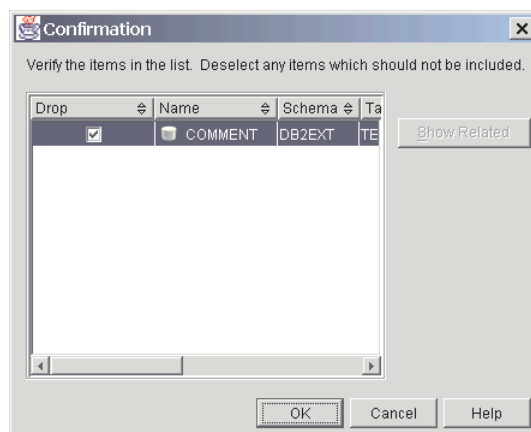 Confirmation
Verify the items in the list. Deselect any items which should not be included.
Drop Name Schema Ta
COMMENT DB2EXT TE
Show Related
OK Cancel Help